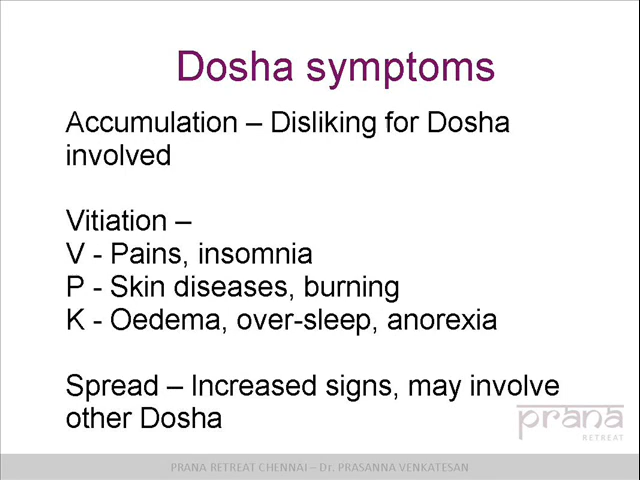 Dosha symptoms
Accumulation – Disliking for Dosha
involved
Vitiation –
V - Pains, insomnia
P - Skin diseases, burning
K - Oedema, over-sleep, anorexia
Spread – Increased signs, may involve
other Dosha
prana
RETREAT
PRANA RETREAT CHENNAI – Dr. PRASANNA VENKATESAN